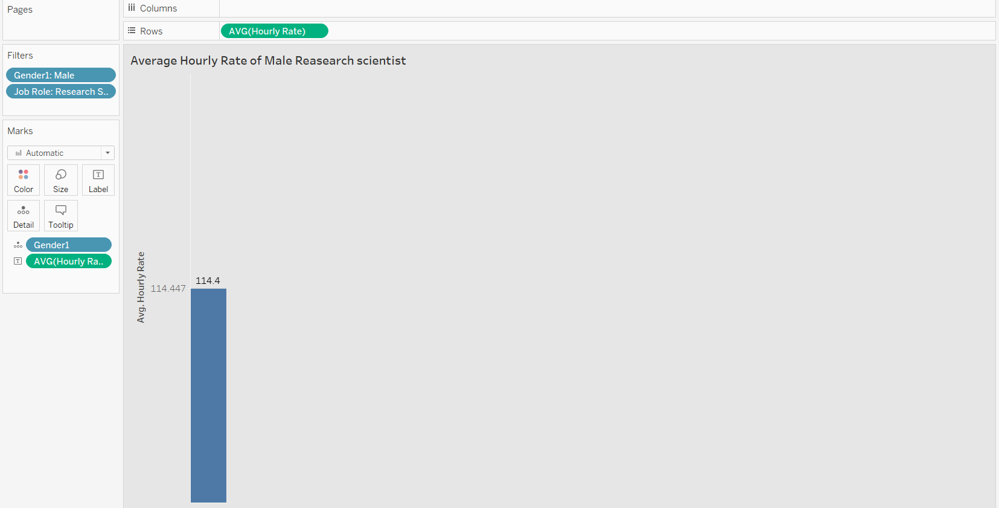 Pages
Columns
Rows
AVG(Hourly Rate)
Filters
Gender1: Male
Job Role: Research S..
Marks
Automatic
Color
Size
Label
Detail
Tooltip
Gender1
AVG(Hourly Ra..
Average Hourly Rate of Male Reasearch scientist
Avg. Hourly Rate
114.447
114.4